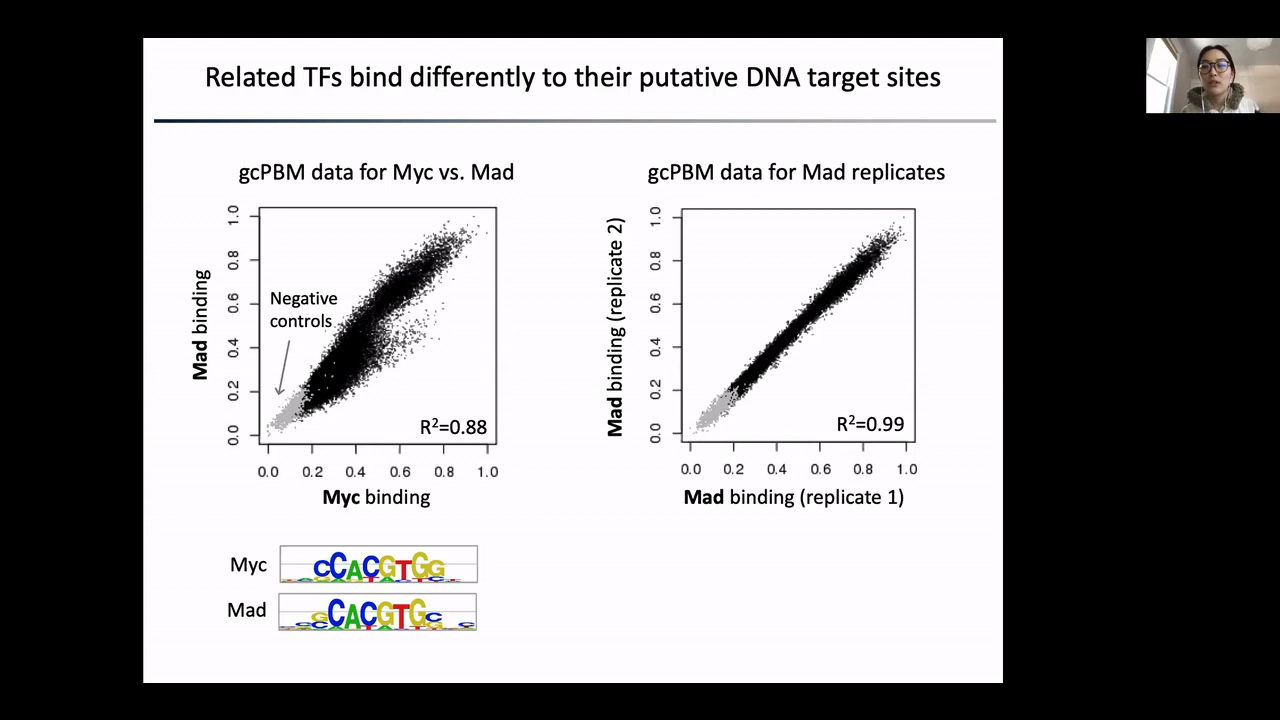 Related TFs bind differently to their putative DNA target sites
gcPBM data for Myc vs. Mad
Mad binding
1.0
0.8
0.6
0.4
0.2
0.0
Negative
controls
R²=0.88
0.0 0.2 0.4 0.6 0.8 1.0
Myc binding
gcPBM data for Mad replicates
Mad binding (replicate 2)
1.0
0.8
0.6
0.4
0.2
0.0
R²=0.99
0.0 0.2 0.4 0.6 0.8 1.0
Mad binding (replicate 1)
Myc CCACGTGG
Mad GCACGTGC